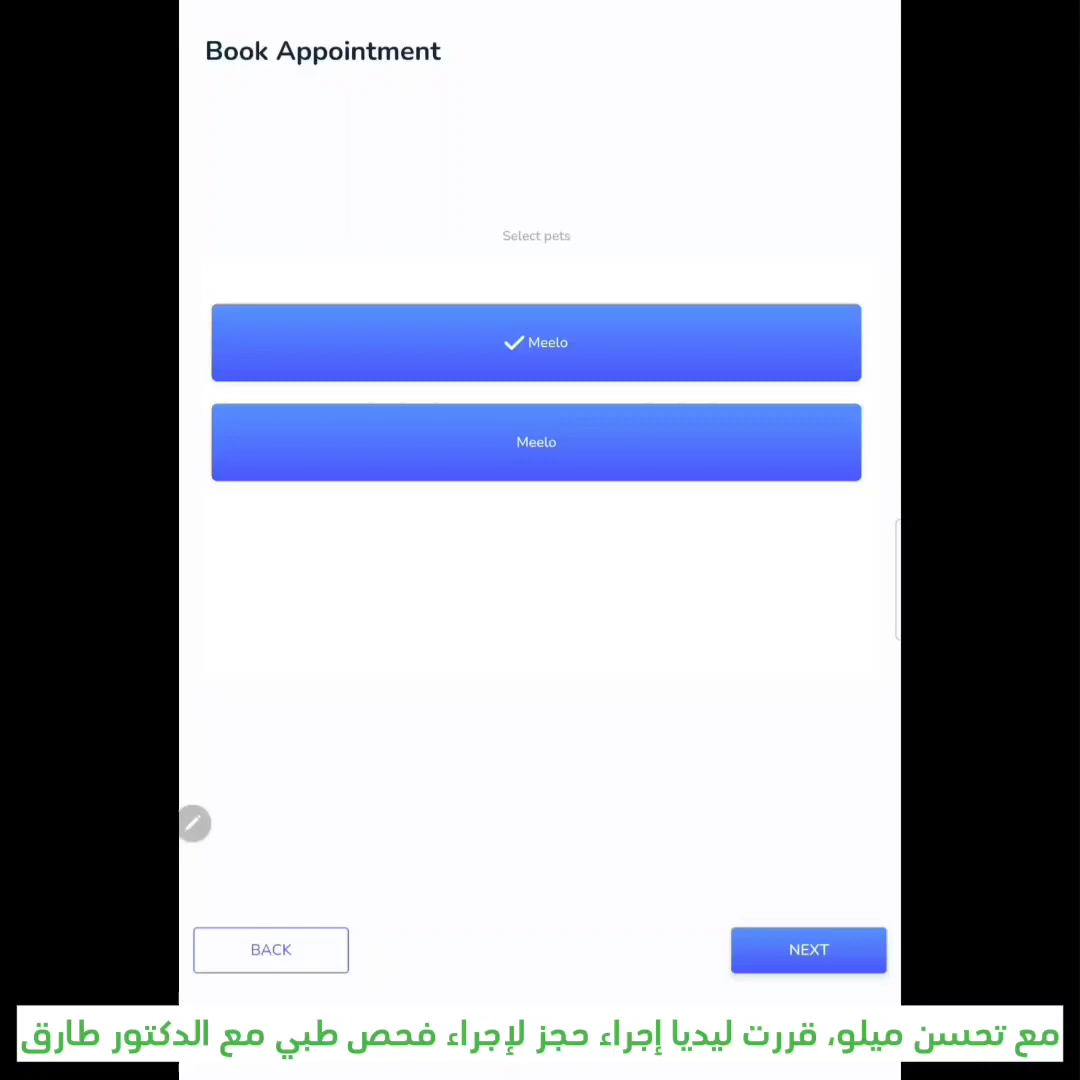 Book Appointment
Select pets
Meelo
Meelo
BACK
NEXT
مع تحسن ميلو، قررت ليديا إجراء حجز لإجراء فحص طبي مع الدكتور طارق